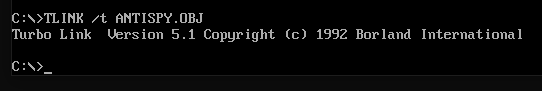 C:\>TLINK /t ANTISPY.OBJ
Turbo Link  Version 5.1 Copyright (c) 1992 Borland International
C:\>_